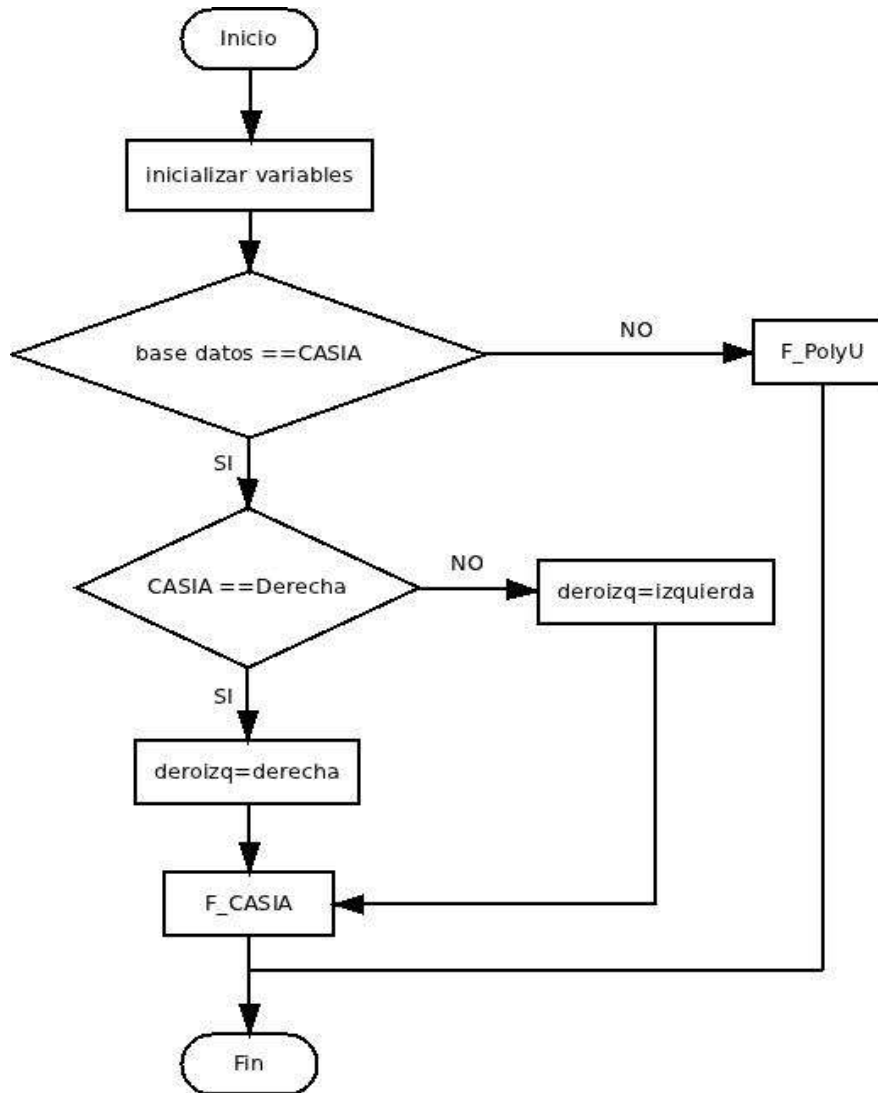 Inicio
inicializar variables
base datos ==CASIA
NO
F_PolyU
SI
CASIA ==Derecha
NO
deroizq=izquierda
SI
deroizq=derecha
F_CASIA
Fin